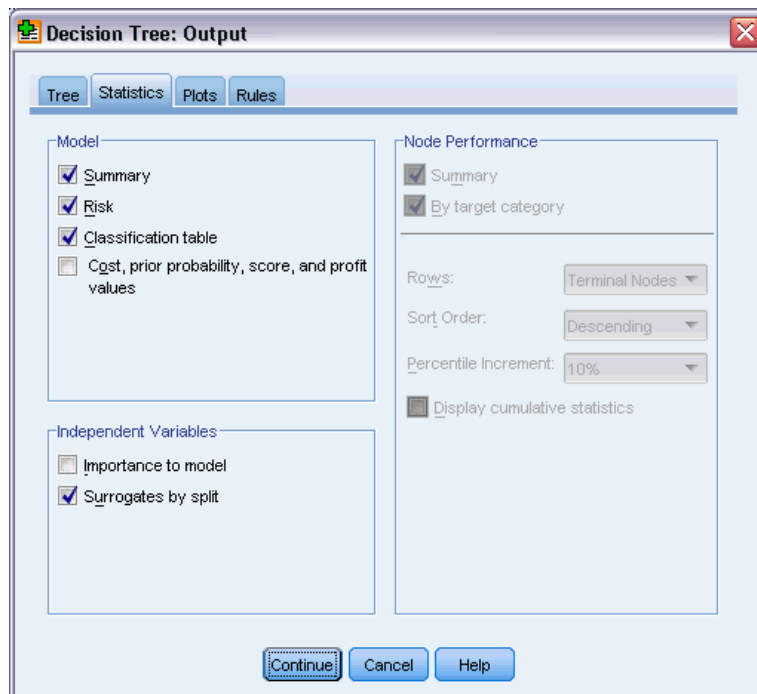 Decision Tree: Output
Tree
Statistics
Plots
Rules
Model
Summary
Risk
Classification table
Cost, prior probability, score, and profit
values
Independent Variables
Importance to model
Surrogates by split
Node Performance
Summary
By target category
Rows:
Terminal Nodes
Sort Order:
Descending
Percentile Increment:
10%
Display cumulative statistics
Continue
Cancel
Help